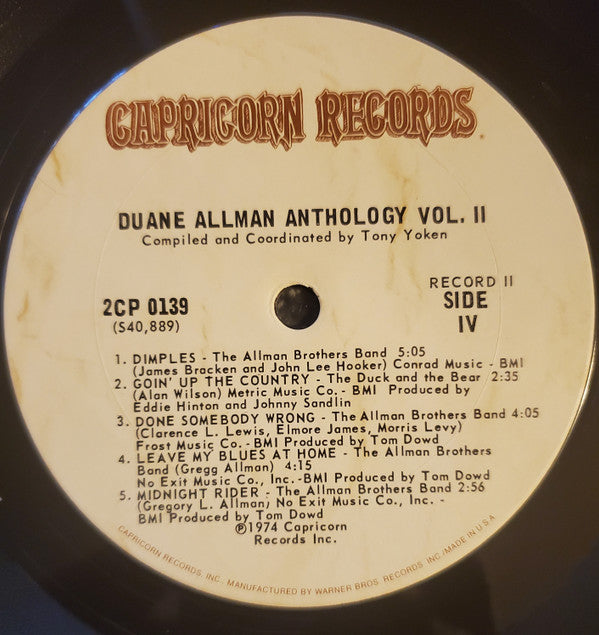 CAPRICORN RECORDS.
DUANE ALLMAN ANTHOLOGY VOL. II
Compiled and Coordinated by Tony Yoken
2CP 0139
(S40,889)
RECORD II
SIDE
IV
1. DIMPLES - The Allman Brothers Band 5:05
(James Bracken and John Lee Hooker) Conrad Music - BMI
2. GOIN' UP THE COUNTRY - The Duck and the Bear 2:35
(Alan Wilson) Metric Music Co. - BMI Produced by
Eddie Hinton and Johnny Sandlin
3. DONE SOMEBODY WRONG - The Allman Brothers Band 4:05
(Clarence L. Lewis, Elmore James, Morris Levy)
Frost Music Co. - BMI Produced by Tom Dowd
4. LEAVE MY BLUES AT HOME - The Allman Brothers
Band (Gregg Allman) 4:15
No Exit Music Co., Inc. -BMI Produced by Tom Dowd
5. MIDNIGHT RIDER - The Allman Brothers Band 2:56
(Gregory L. Allman) No Exit Music Co., Inc. -
BMI Produced by Tom Dowd
℗1974 Capricorn
Records Inc.
CAPRICORN RECORDS, INC. MANUFACTURED BY WARNER BROS. RECORDS INC./MADE IN U.S.A